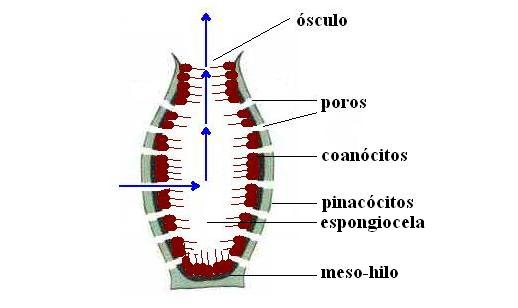 ósculo
poros
coanócitos
pinacócitos
espongiocela
meso-hilo